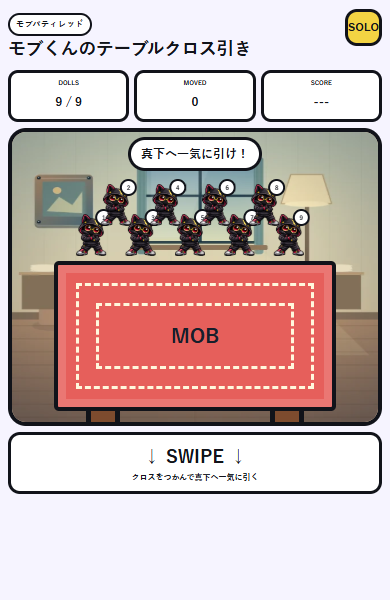 モブパティレッド
SOLO
モブくんのテーブルクロス引き
DOLLS
MOVED
SCORE
9 / 9
0
---
真下へ一気に引け！
2
4
6
8
1
3
5
7
9
MOB
↓ SWIPE ↓
クロスをつかんで真下へ一気に引く